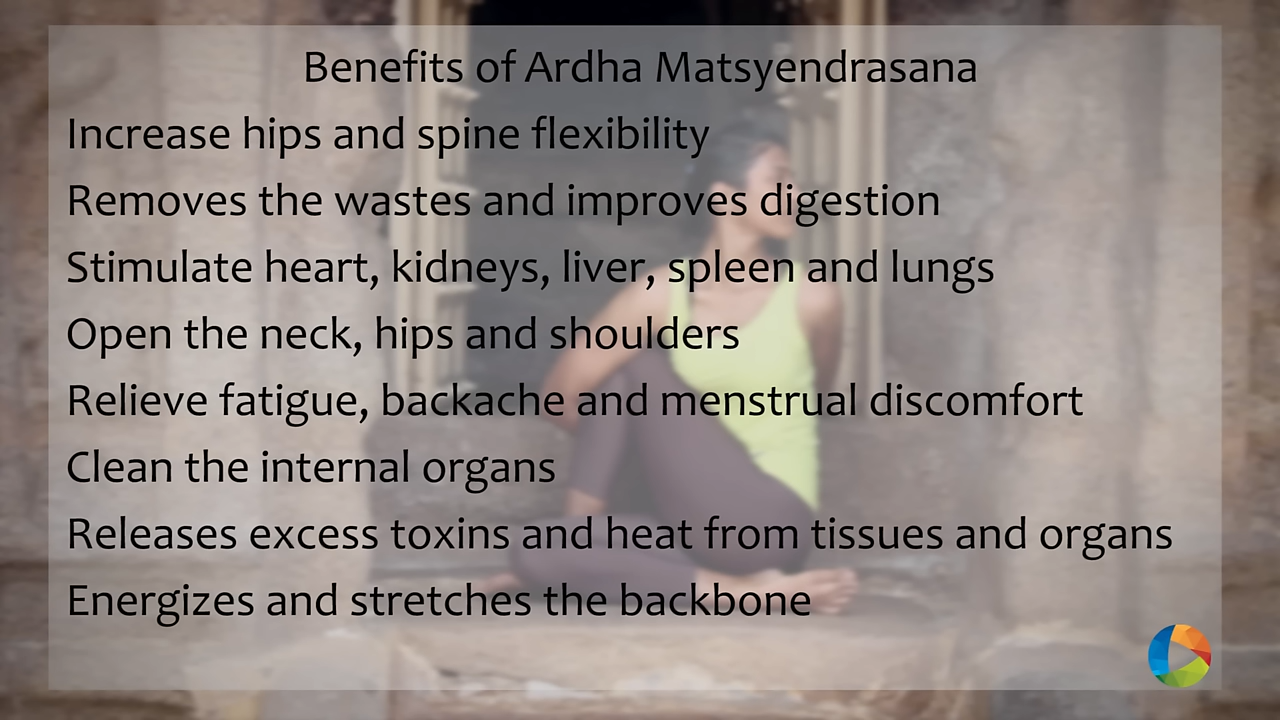 Benefits of Ardha Matsyendrasana
Increase hips and spine flexibility
Removes the wastes and improves digestion
Stimulate heart, kidneys, liver, spleen and lungs
Open the neck, hips and shoulders
Relieve fatigue, backache and menstrual discomfort
Clean the internal organs
Releases excess toxins and heat from tissues and organs
Energizes and stretches the backbone